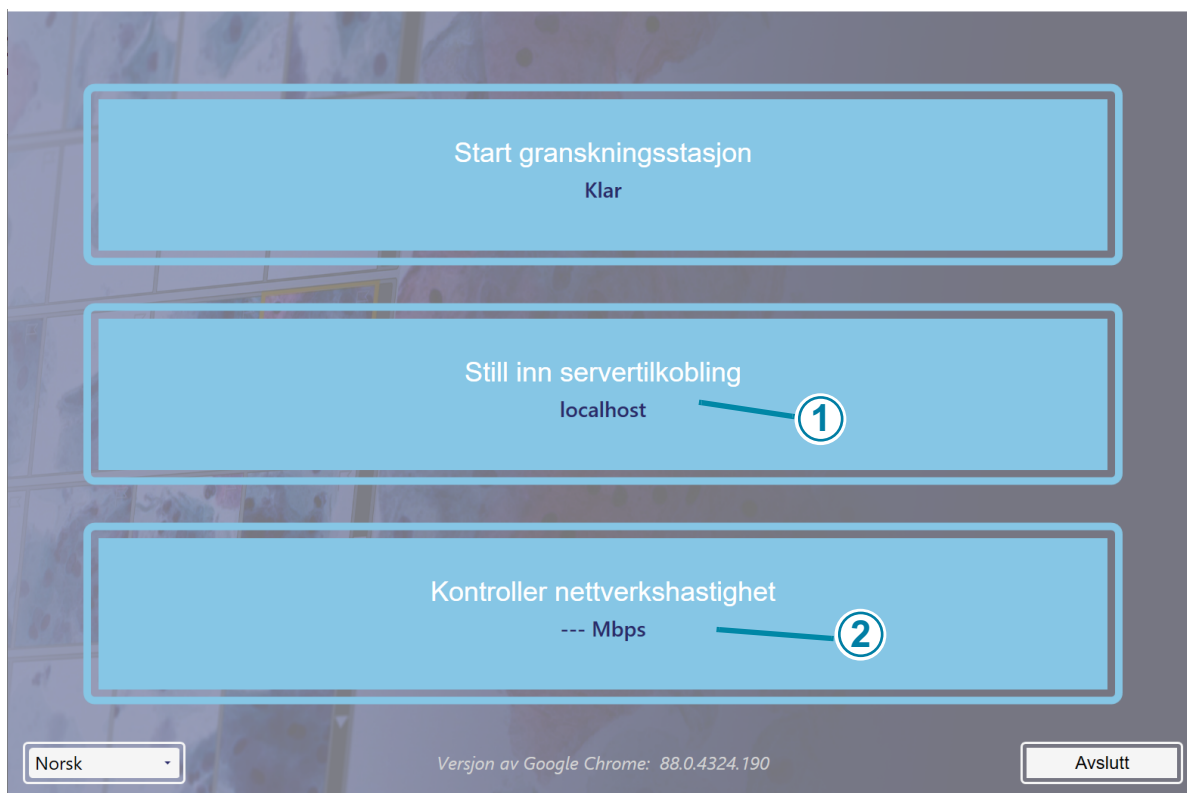 Start granskningsstasjon
Klar
Still inn servertilkobling
localhost
1
Kontroller nettverkshastighet
--- Mbps
2
Norsk
Versjon av Google Chrome: 88.0.4324.190
Avslutt